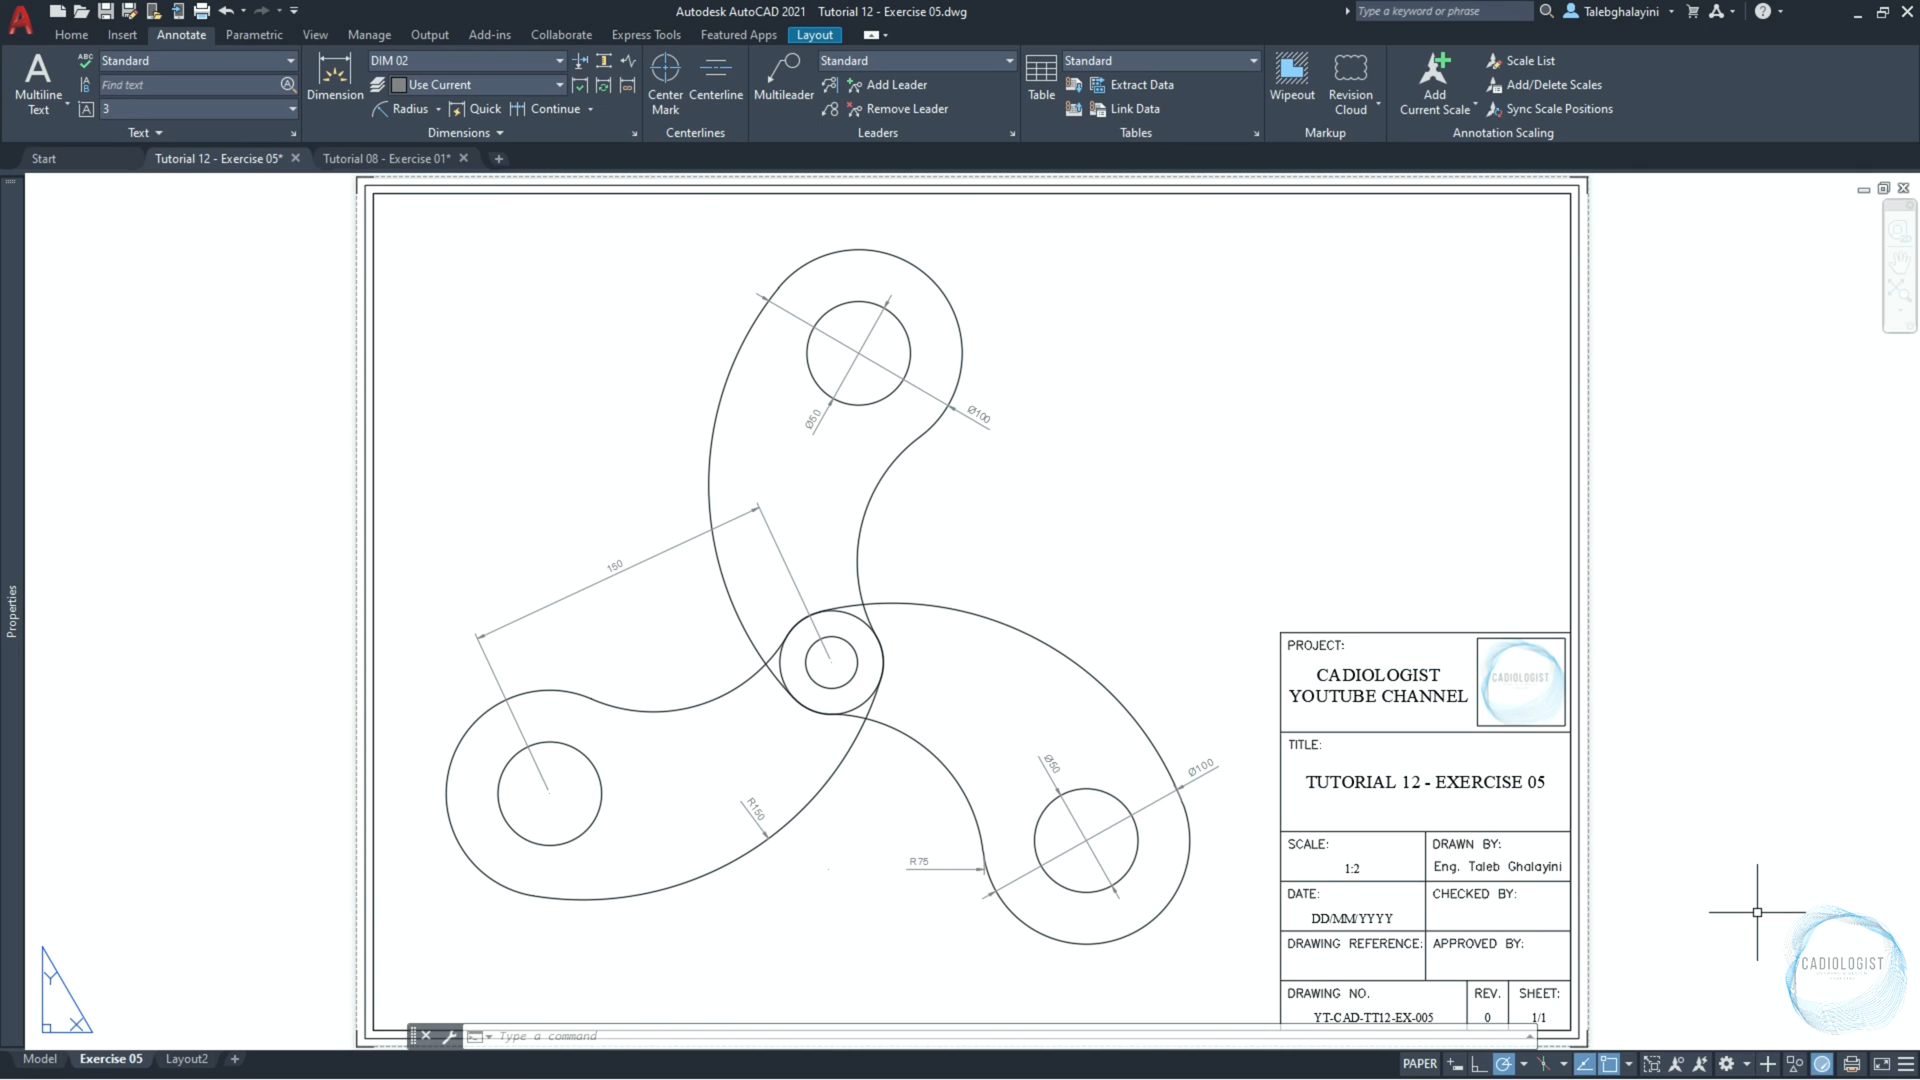 Autodesk AutoCAD 2021 Tutorial 12 - Exercise 05.dwg
Type a keyword or phrase
Talebghalayini
Home Insert Annotate Parametric View Manage Output Add-ins Collaborate Express Tools Featured Apps Layout
Standard
Find text
3
Multiline
Text
Text
Dimension
DIM 02
Use Current
Radius Quick Continue
Dimensions
Center
Mark
Centerline
Centerlines
Multileader
Standard
Add Leader
Remove Leader
Leaders
Table
Standard
Extract Data
Link Data
Tables
Wipeout
Revision
Cloud
Markup
Add
Current Scale
Scale List
Add/Delete Scales
Sync Scale Positions
Annotation Scaling
Start
Tutorial 12 - Exercise 05*
Tutorial 08 - Exercise 01*
Properties
Ø50
Ø100
150
R150
R75
Ø50
Ø100
PROJECT:
CADIOLOGIST
YOUTUBE CHANNEL
CADIOLOGIST
TITLE:
TUTORIAL 12 - EXERCISE 05
SCALE:
1:2
DRAWN BY:
Eng. Taleb Ghalayini
DATE:
DD/MM/YYYY
CHECKED BY:
DRAWING REFERENCE:
APPROVED BY:
DRAWING NO.
YT-CAD-TT12-EX-005
REV.
0
SHEET:
1/1
Y
X
Type a command
CADIOLOGIST
Model Exercise 05 Layout2
PAPER